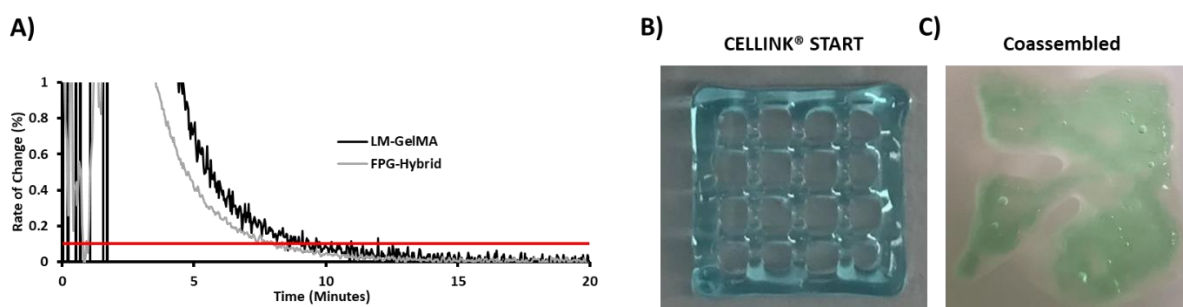 A)
B)
CELLINK® START
C)
Coassembled
1
0.8
0.6
0.4
0.2
0
Rate of Change (%)
LM-GelMA
FPG-Hybrid
0
5
10
15
20
Time (Minutes)